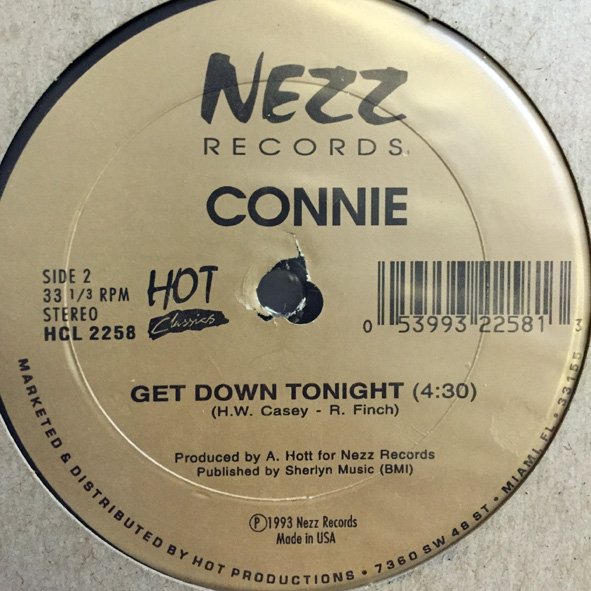 NEZZ
RECORDS
CONNIE
SIDE 2
33 1/3 RPM
STEREO
HCL 2258
HOT
Classics
0 53993 22581 3
GET DOWN TONIGHT (4:30)
(H.W. Casey - R. Finch)
Produced by A. Hott for Nezz Records
Published by Sherlyn Music (BMI)
Ⓟ1993 Nezz Records
Made in USA
MARKETED & DISTRIBUTED BY HOT PRODUCTIONS • 7360 SW 48 ST • MIAMI, FL • 33155